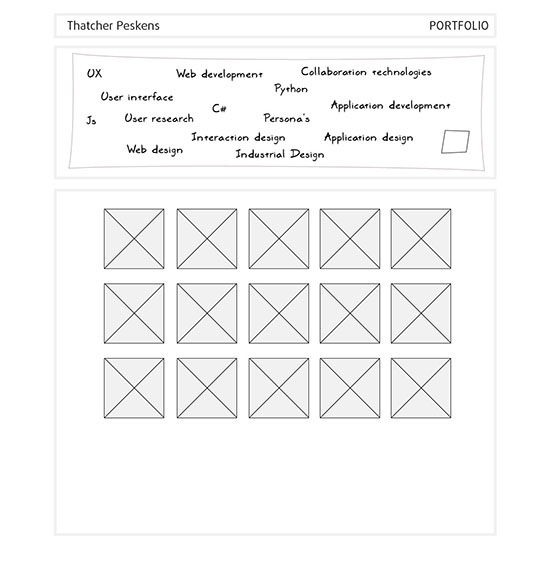 Thatcher Peskens PORTFOLIO
UX Web development Collaboration technologies
Python
User interface
C# Application development
Js User research Persona's
Interaction design Application design
Web design Industrial Design